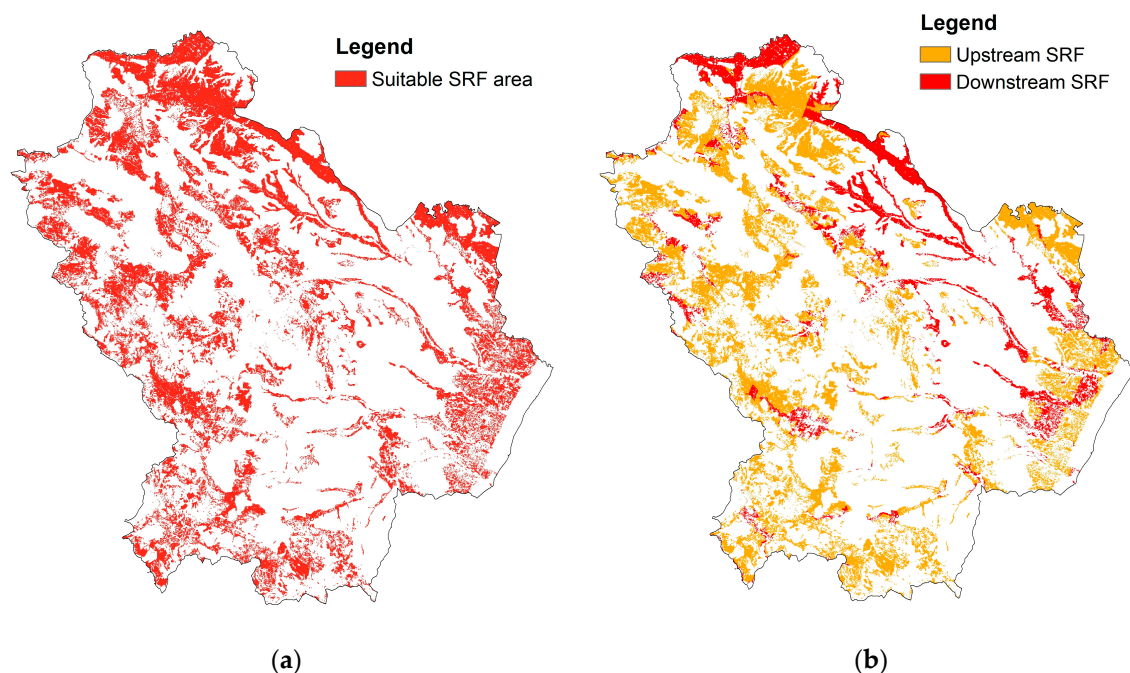 Legend
Suitable SRF area
Legend
Upstream SRF
Downstream SRF
(a)
(b)